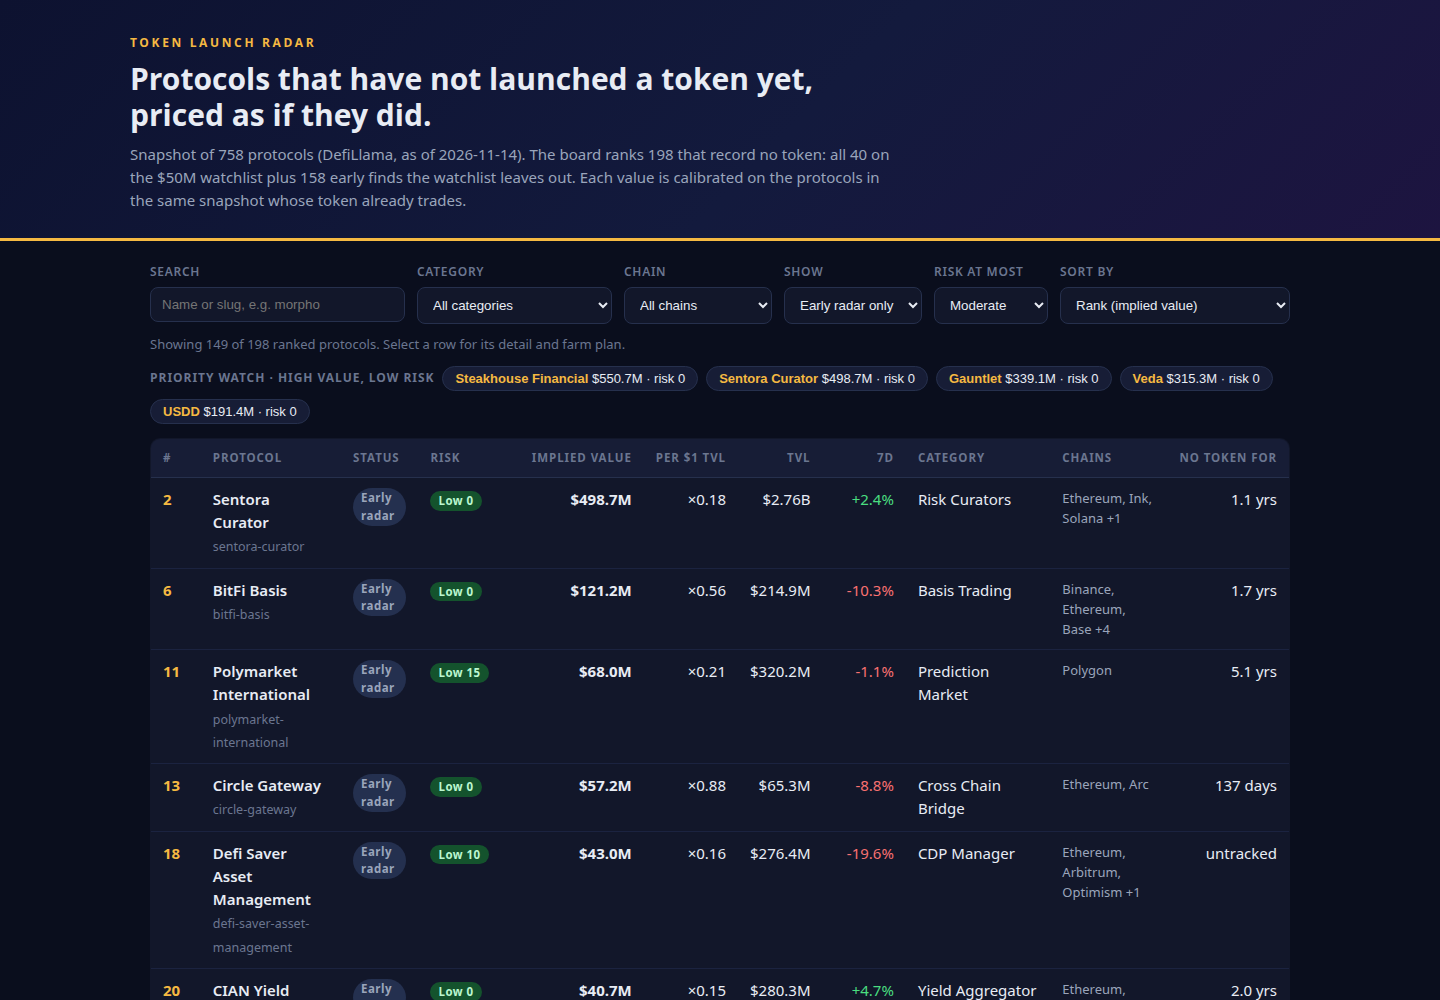 TOKEN LAUNCH RADAR
Protocols that have not launched a token yet,
priced as if they did.
Snapshot of 758 protocols (DefiLlama, as of 2026-11-14). The board ranks 198 that record no token: all 40 on
the $50M watchlist plus 158 early finds the watchlist leaves out. Each value is calibrated on the protocols in
the same snapshot whose token already trades.
SEARCH CATEGORY CHAIN SHOW RISK AT MOST SORT BY
Name or slug, e.g. morpho All categories All chains Early radar only Moderate Rank (implied value)
Showing 149 of 198 ranked protocols. Select a row for its detail and farm plan.
PRIORITY WATCH · HIGH VALUE, LOW RISK Steakhouse Financial $550.7M · risk 0 Sentora Curator $498.7M · risk 0 Gauntlet $339.1M · risk 0 Veda $315.3M · risk 0
USDD $191.4M · risk 0
# PROTOCOL STATUS RISK IMPLIED VALUE PER $1 TVL TVL 7D CATEGORY CHAINS NO TOKEN FOR
2 Sentora Early Low 0 $498.7M ×0.18 $2.76B +2.4% Risk Curators Ethereum, Ink, 1.1 yrs
Curator radar Solana +1
sentora-curator
6 BitFi Basis Early Low 0 $121.2M ×0.56 $214.9M -10.3% Basis Trading Binance, 1.7 yrs
bitfi-basis radar Ethereum,
Base +4
11 Polymarket Early Low 15 $68.0M ×0.21 $320.2M -1.1% Prediction Polygon 5.1 yrs
International radar Market
polymarket-
international
13 Circle Gateway Early Low 0 $57.2M ×0.88 $65.3M -8.8% Cross Chain Ethereum, Arc 137 days
circle-gateway radar Bridge
18 Defi Saver Early Low 10 $43.0M ×0.16 $276.4M -19.6% CDP Manager Ethereum, untracked
Asset radar Arbitrum,
Management Optimism +1
defi-saver-asset-
management
20 CIAN Yield Early Low 0 $40.7M ×0.15 $280.3M +4.7% Yield Aggregator Ethereum, 2.0 yrs